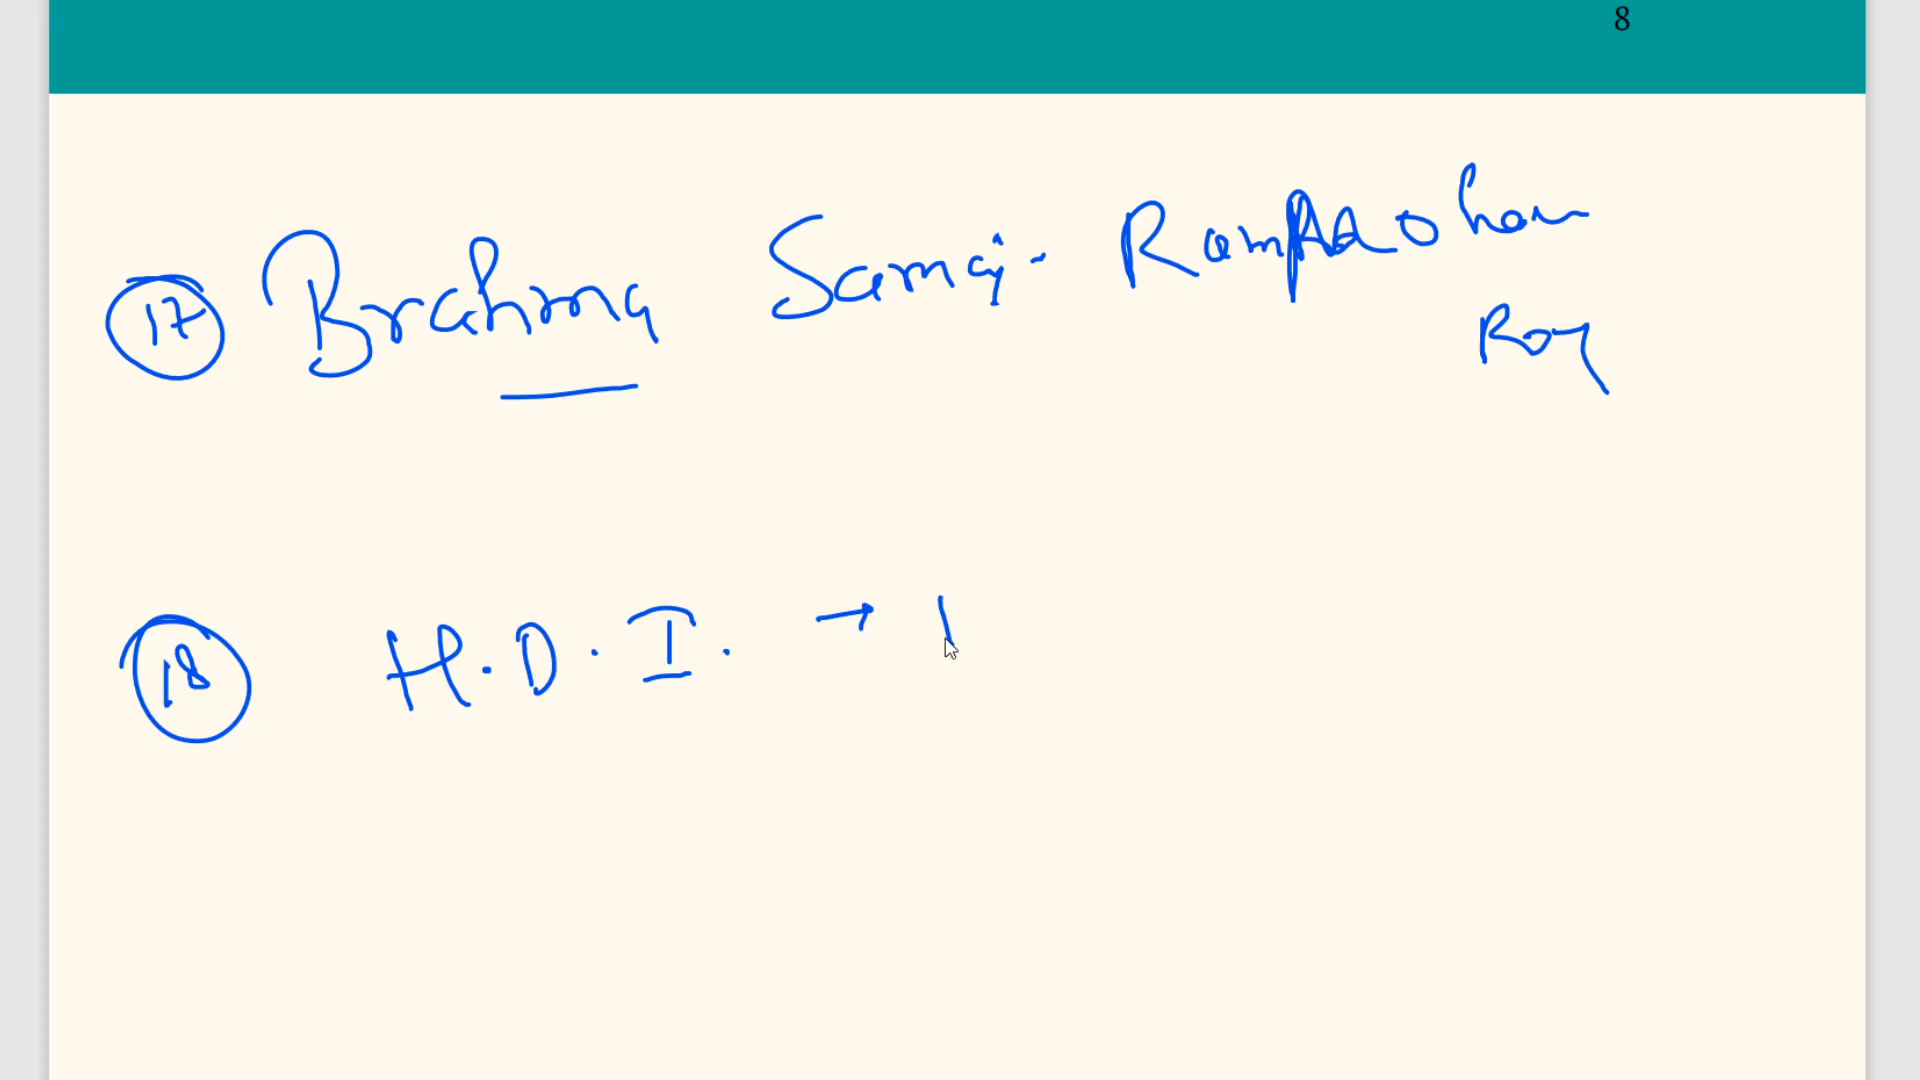 8
17 Brahma Samaj - Rammohan
Roy
18 H.D.I. →